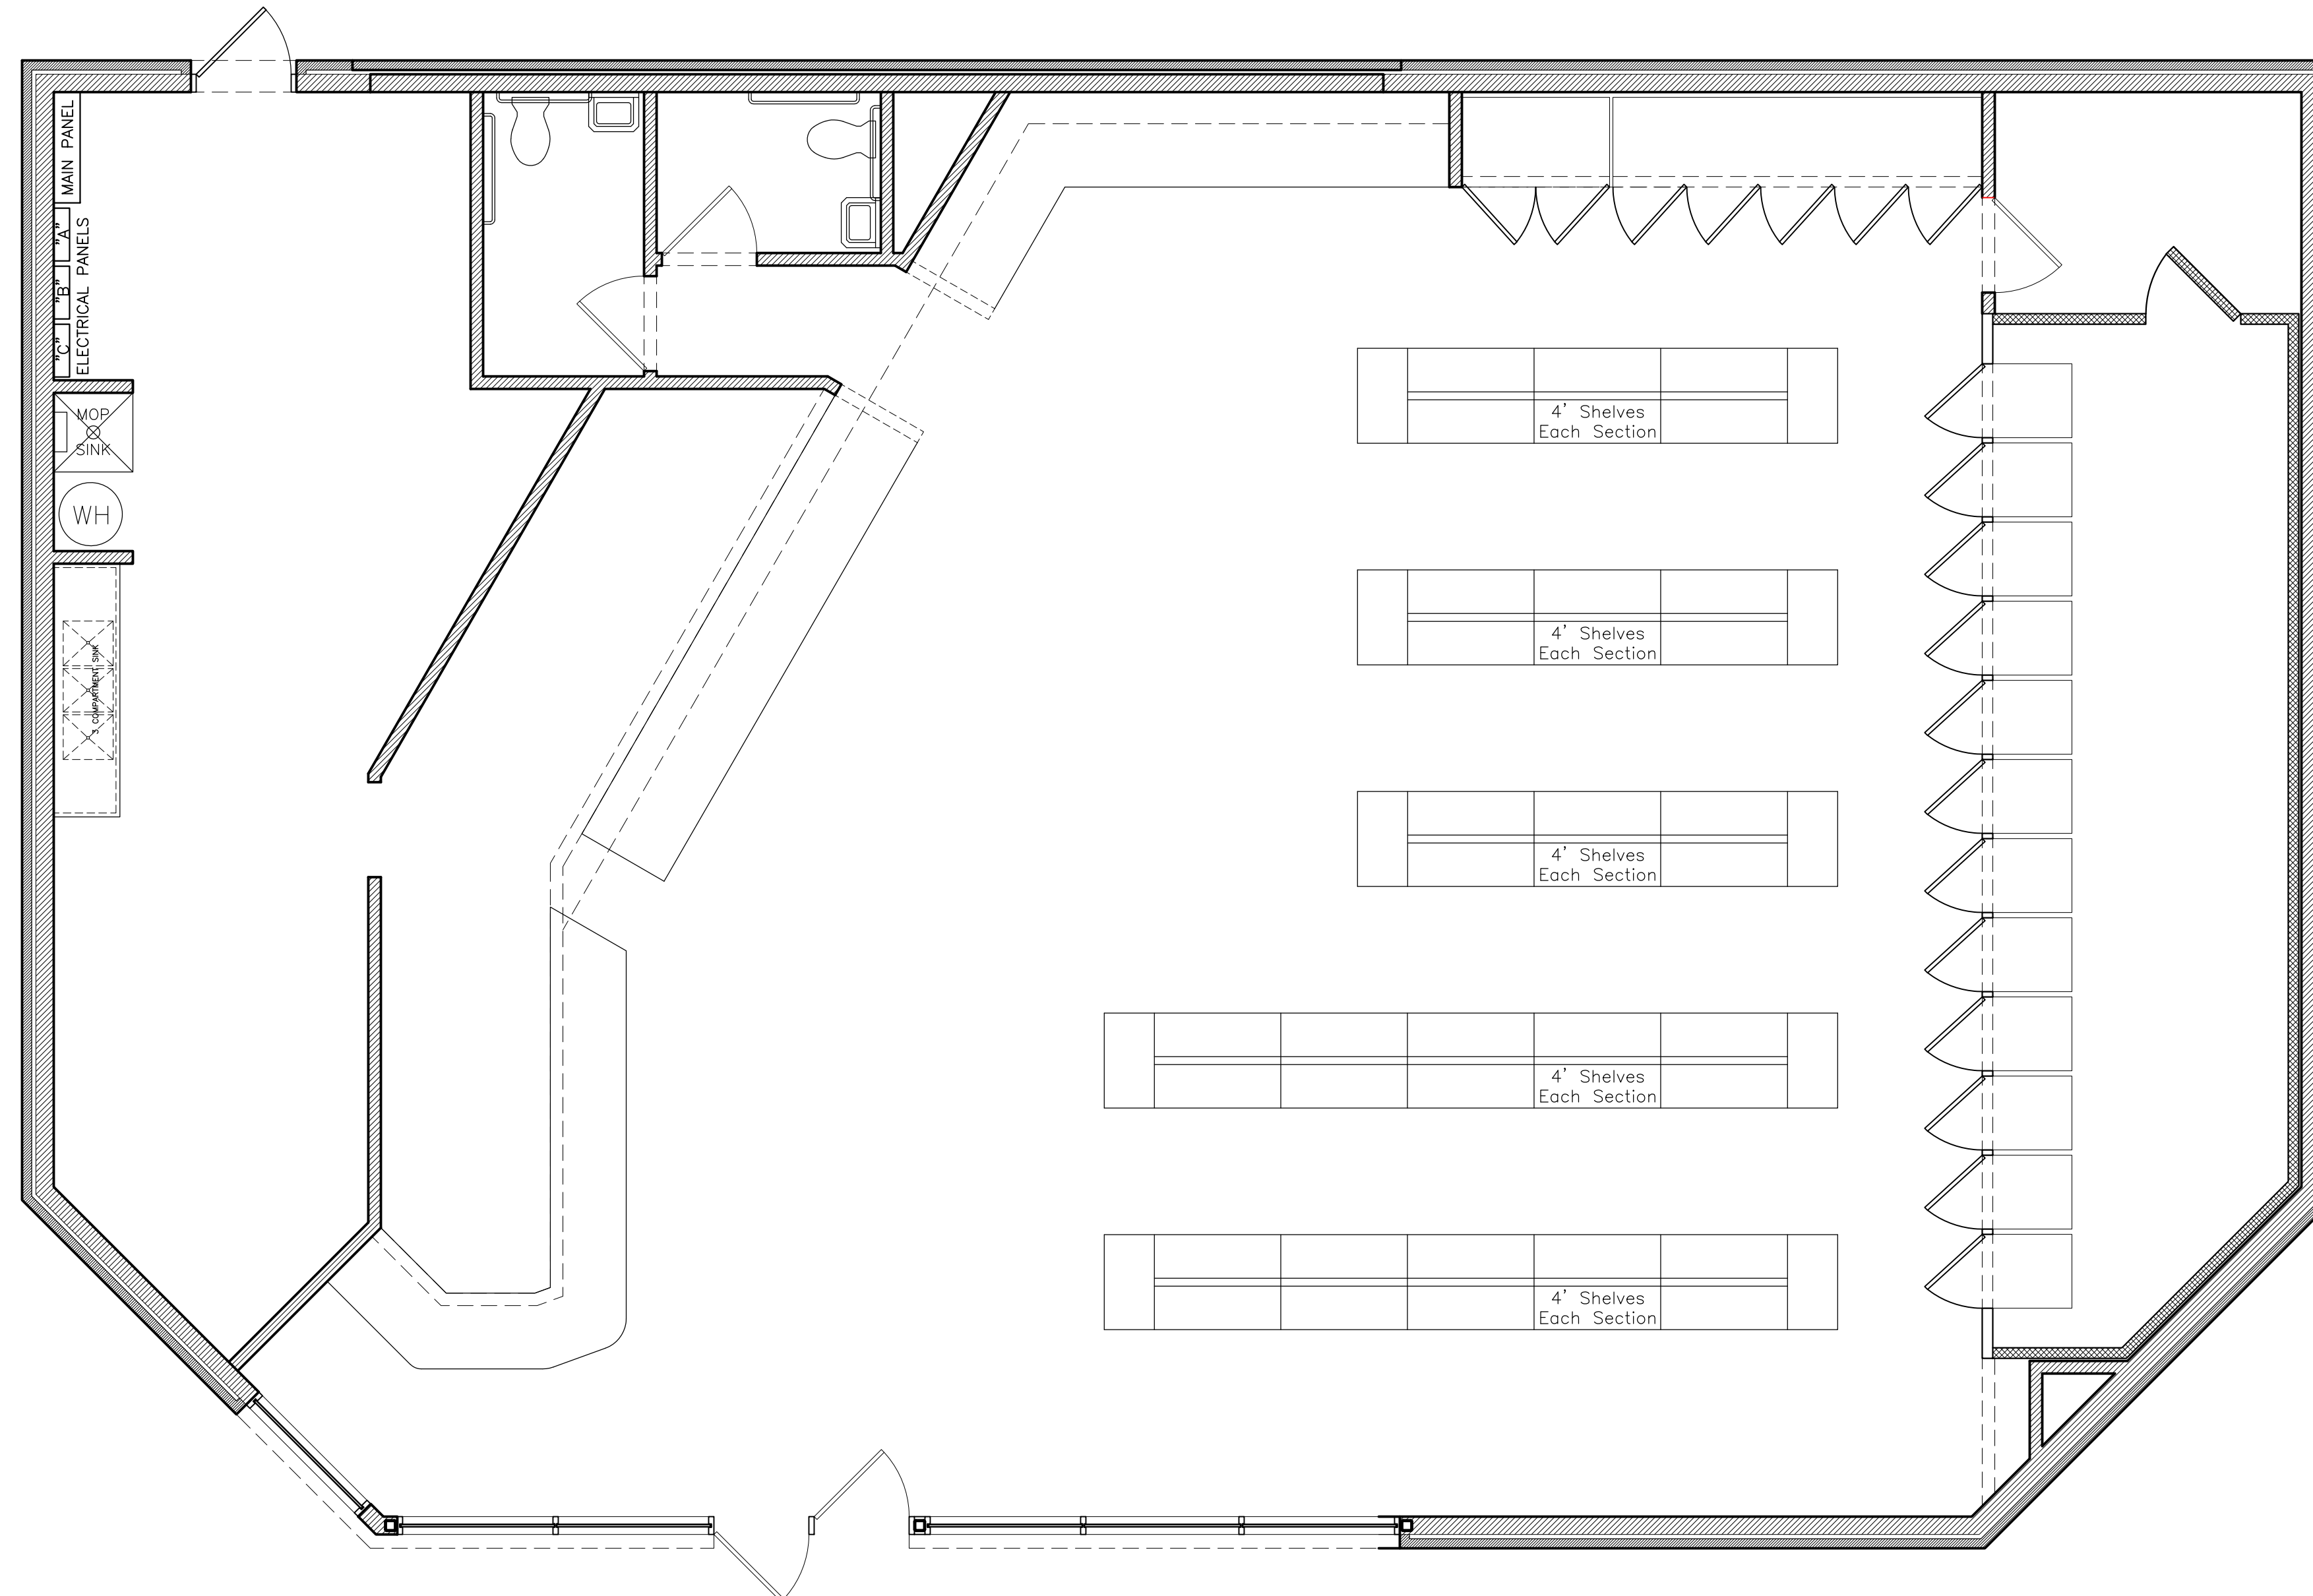 MAIN PANEL
"C" "B" "A"
ELECTRICAL PANELS
MOP
SINK
WH
3 COMPARTMENT SINK
4' Shelves
Each Section
4' Shelves
Each Section
4' Shelves
Each Section
4' Shelves
Each Section
4' Shelves
Each Section